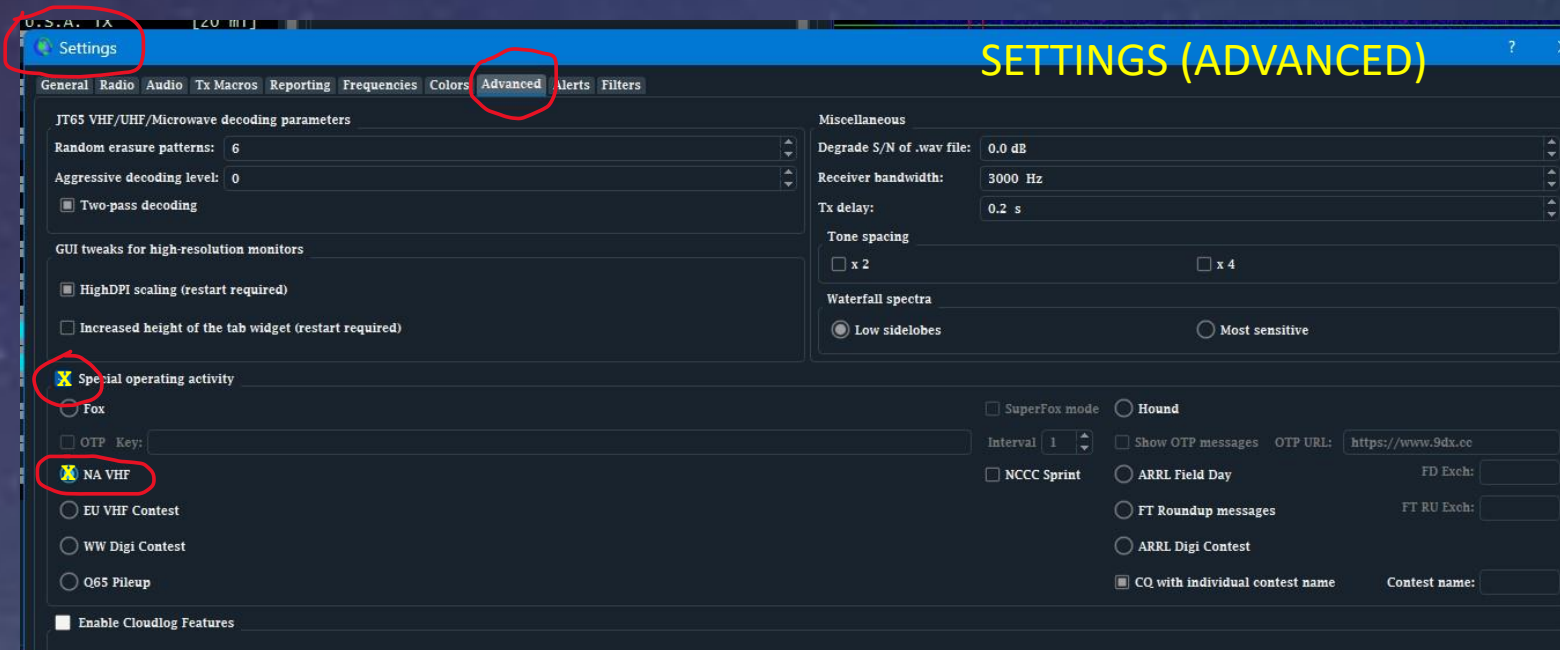 U.S.A. TX [20 m1]
Settings
SETTINGS (ADVANCED)
?
General Radio Audio Tx Macros Reporting Frequencies Colors Advanced Alerts Filters
JT65 VHF/UHF/Microwave decoding parameters
Random erasure patterns: 6
Aggressive decoding level: 0
Two-pass decoding
GUI tweaks for high-resolution monitors
HighDPI scaling (restart required)
Increased height of the tab widget (restart required)
Miscellaneous
Degrade S/N of .wav file: 0.0 dB
Receiver bandwidth: 3000 Hz
Tx delay: 0.2 s
Tone spacing
x 2 x 4
Waterfall spectra
Low sidelobes Most sensitive
X Special operating activity
Fox SuperFox mode Hound
OTP Key: Interval 1 Show OTP messages OTP URL: https://www.9dx.cc
X NA VHF NCCC Sprint ARRL Field Day FD Exch:
EU VHF Contest FT Roundup messages FT RU Exch:
WW Digi Contest ARRL Digi Contest
Q65 Pileup CQ with individual contest name Contest name:
Enable Cloudlog Features